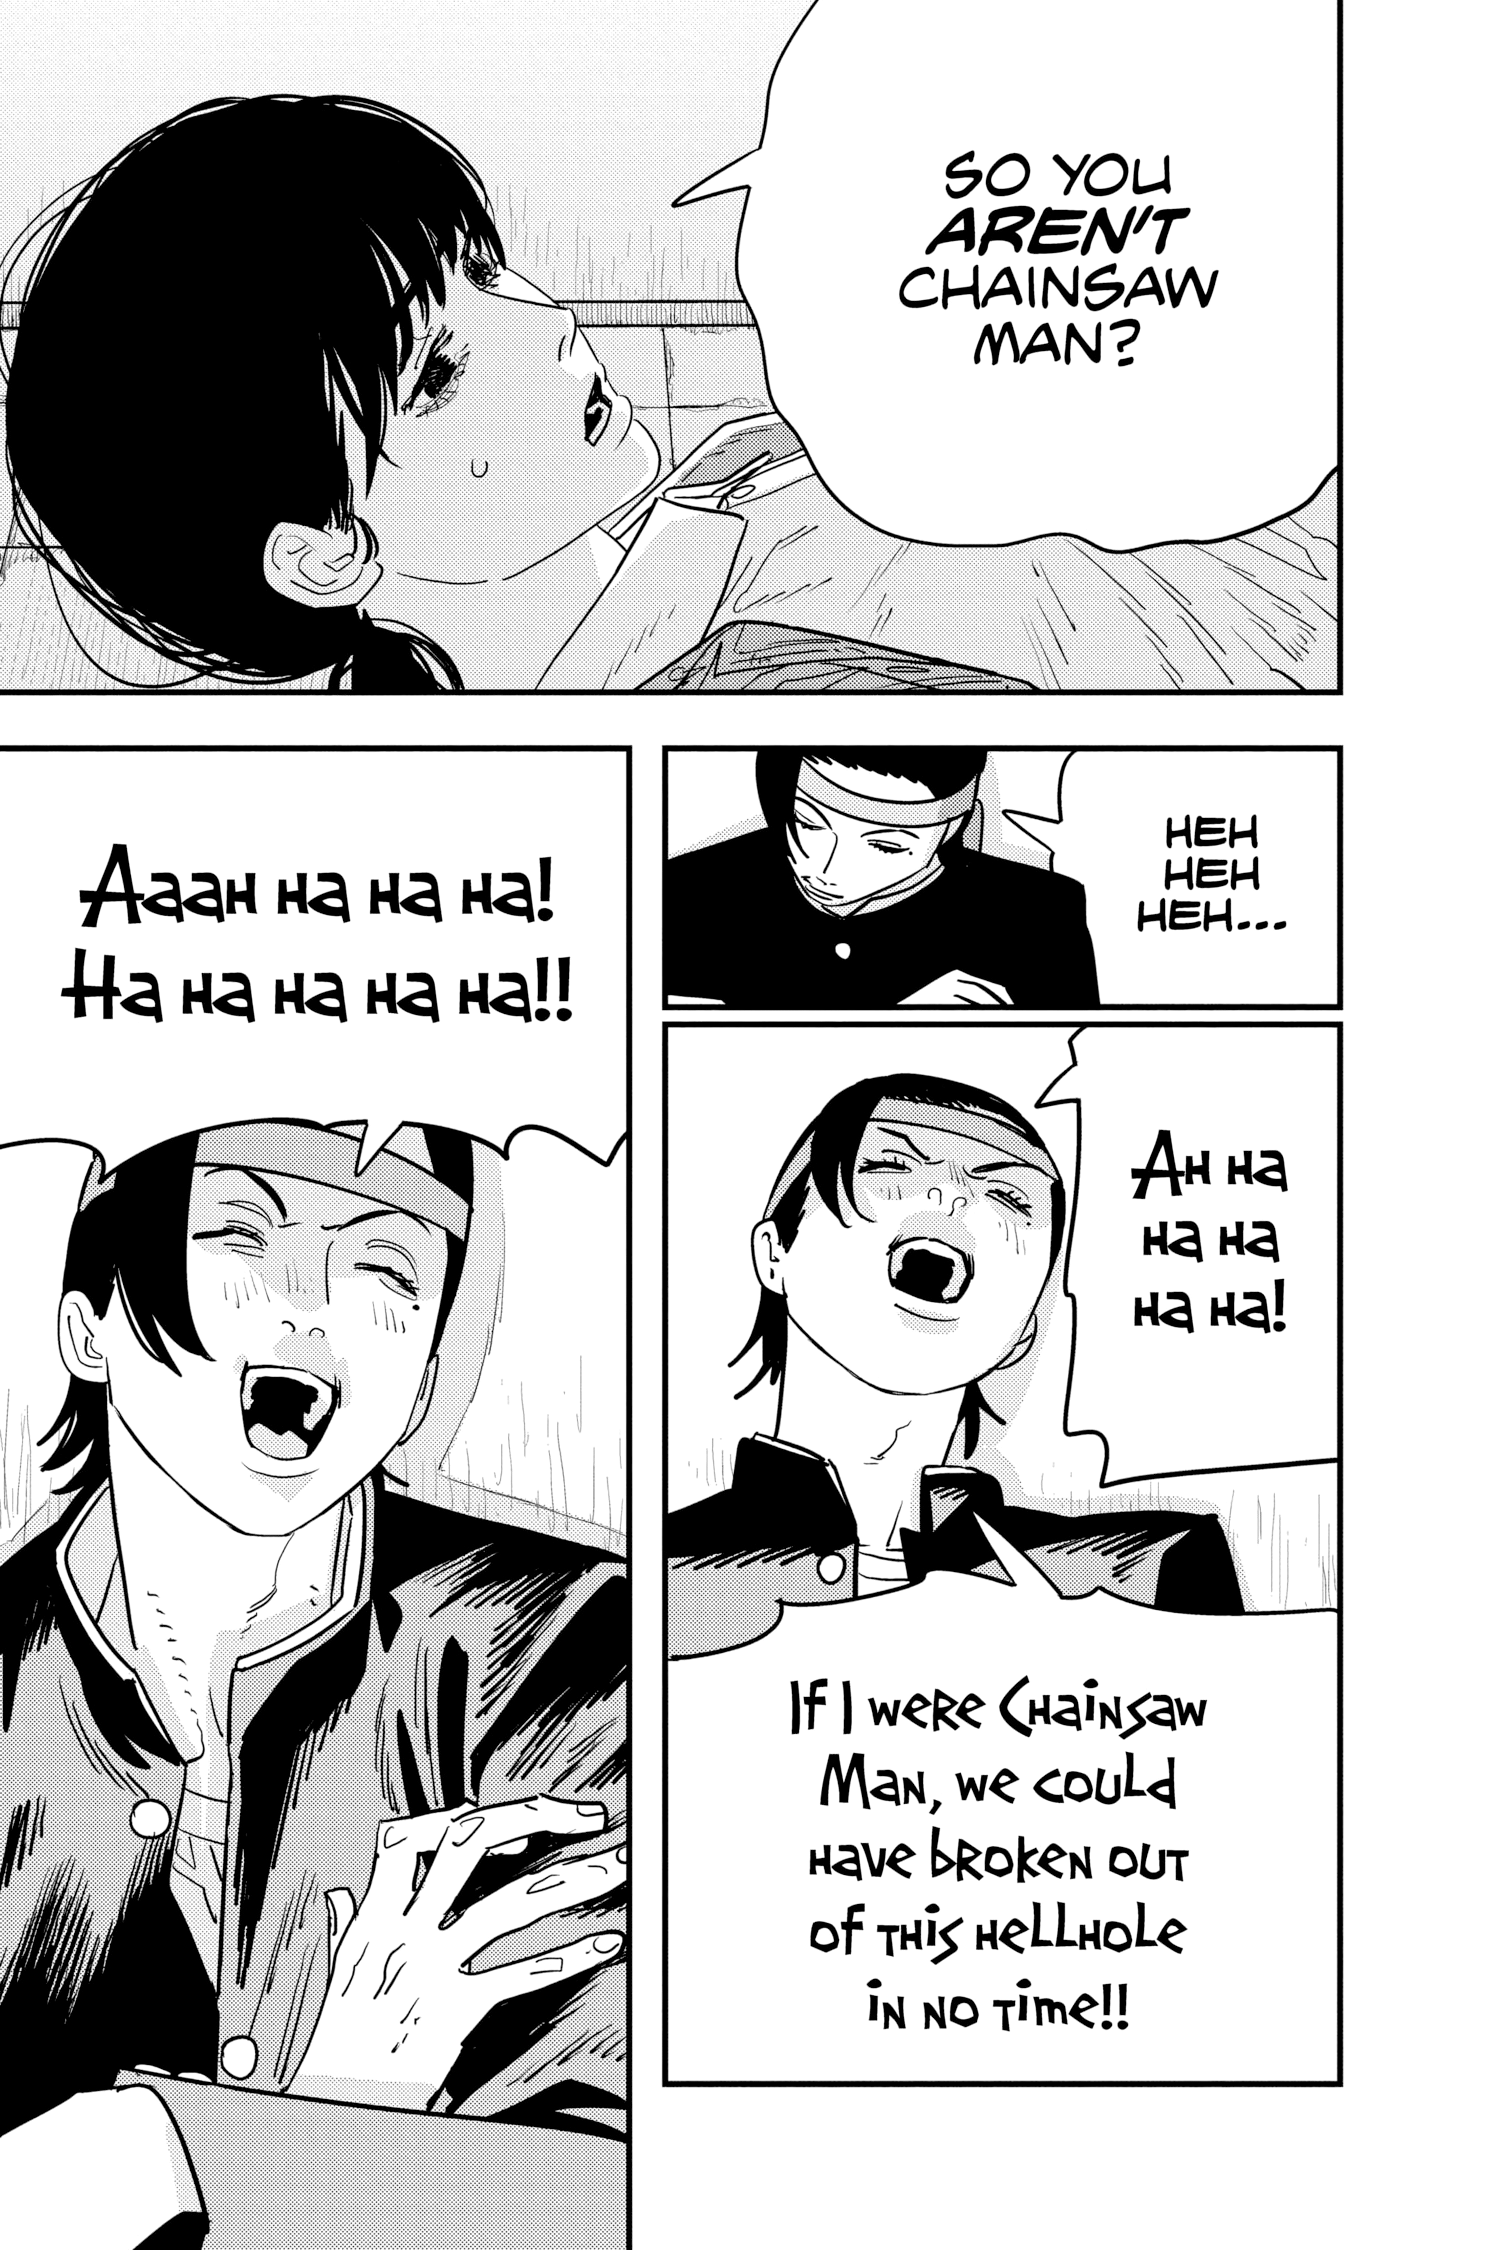 SO YOU
AREN'T
CHAINSAW
MAN?
HEH
HEH
HEH...
AH HA
HA HA
HA HA!
If I were Chainsaw
Man, we could
have broken out
of this hellhole
in no time!!
Aaah ha ha ha!
Ha ha ha ha ha!!